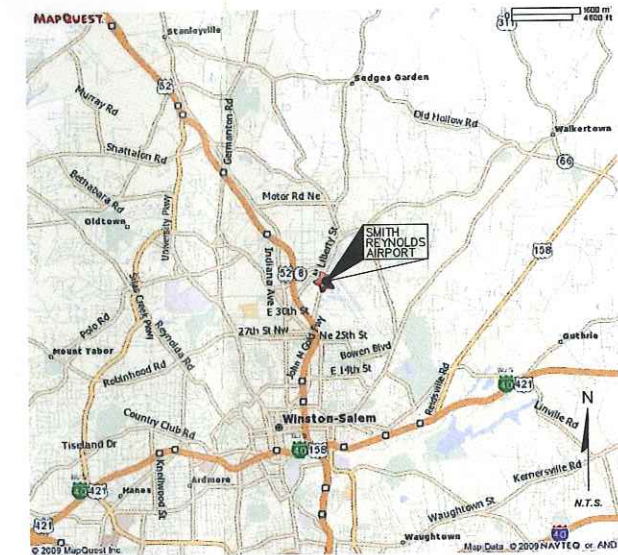 MAPQUEST
1600 m
4800 ft
311
Stanleyville
Sedges Garden
52
Murray Rd
Germanton Rd
Old Hollow Rd
Walkertown
Shattalon Rd
66
Bethabara Rd
Motor Rd Ne
Oldtown
University Pkwy
Liberty St
SMITH
REYNOLDS
AIRPORT
158
Indiana Ave
52
8
Silas Creek Pkwy
E 30th St
Polo Rd
Reynolda Rd
27th St Nw
John M Gold Fwy
Ne 25th St
Guthrie
Mount Tabor
Bowen Blvd
Robinhood Rd
E 14th St
Reidsville Rd
40
421
Linville Rd
N
Country Club Rd
Winston-Salem
Tiseland Dr
40
158
Kernersville Rd
Knollwood St
Ardmore
40
421
Hanes
Waughtown St
N.T.S.
421
Waughtown
40
© 2009 MapQuest Inc.
Map Data © 2009 NAVTEQ or AND